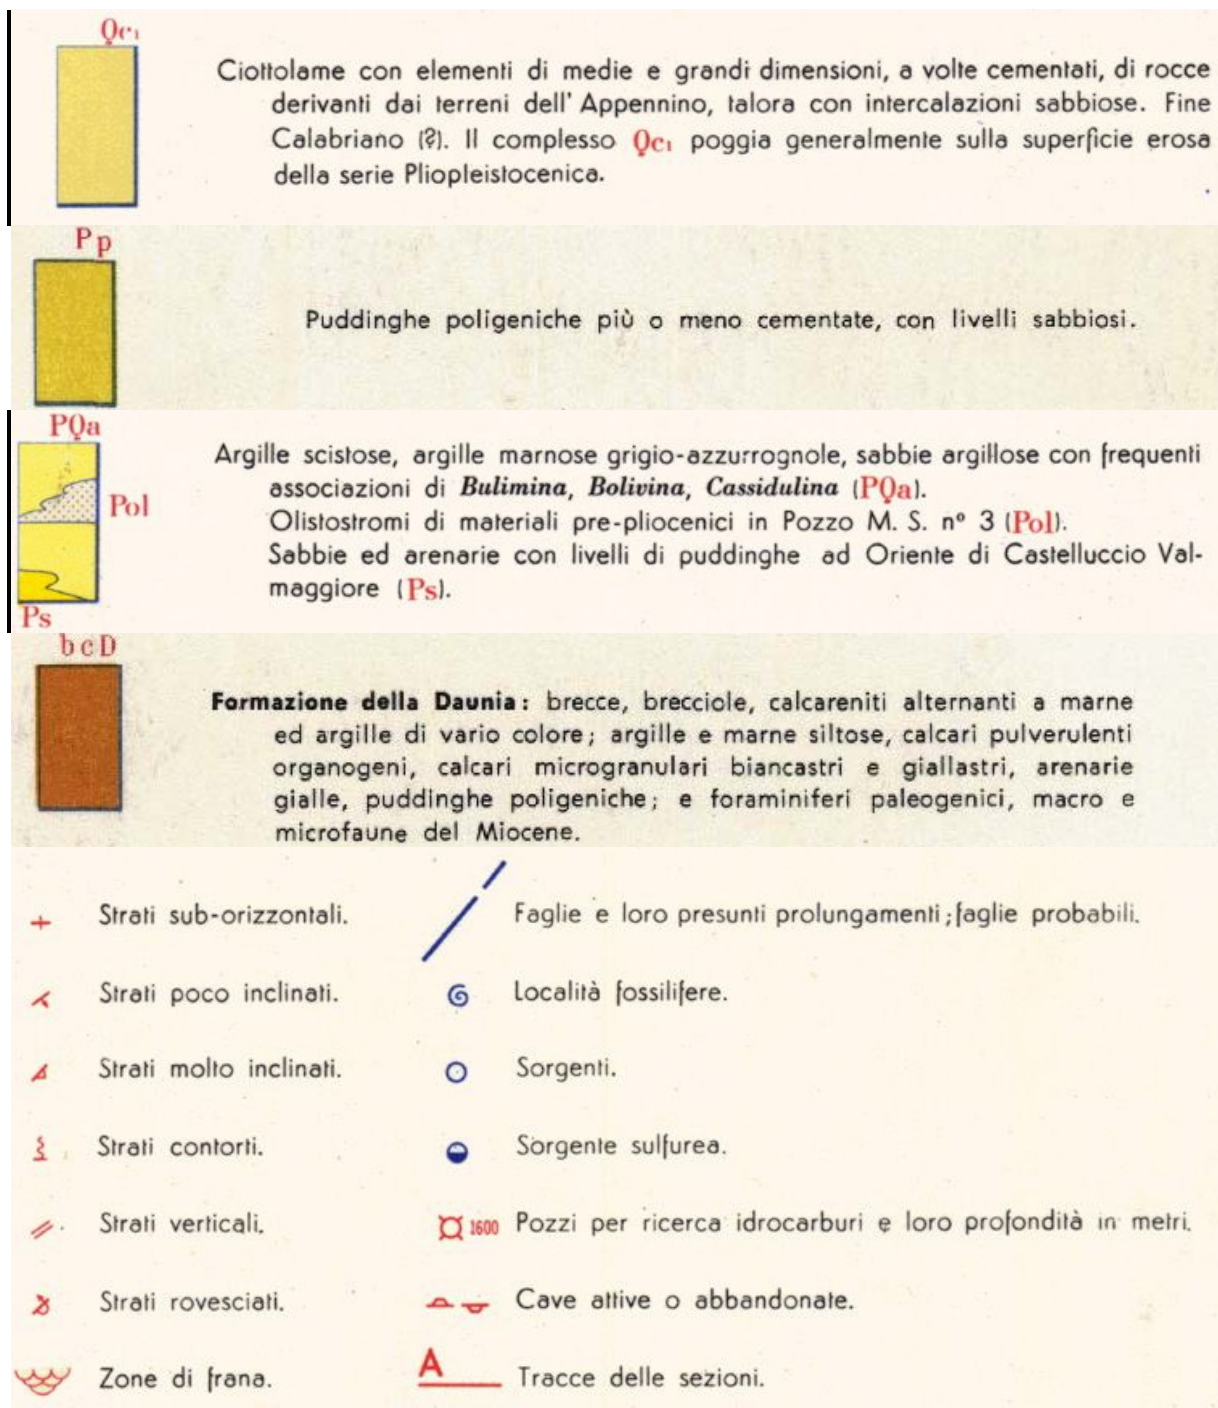 Qc1
Ciottolame con elementi di medie e grandi dimensioni, a volte cementati, di rocce
derivanti dai terreni dell' Appennino, talora con intercalazioni sabbiose. Fine
Calabriano (?). Il complesso Qc1 poggia generalmente sulla superficie erosa
della serie Pliopleistocenica.
Pp
Puddinghe poligeniche più o meno cementate, con livelli sabbiosi.
PQa
Pol
Ps
Argille scistose, argille marnose grigio-azzurrognole, sabbie argillose con frequenti
associazioni di Bulimina, Bolivina, Cassidulina (PQa).
Olistostromi di materiali pre-pliocenici in Pozzo M. S. nº 3 (Pol).
Sabbie ed arenarie con livelli di puddinghe ad Oriente di Castelluccio Val-
maggiore (Ps).
bcD
Formazione della Daunia: brecce, brecciole, calcareniti alternanti a marne
ed argille di vario colore; argille e marne siltose, calcari pulverulenti
organogeni, calcari microgranulari biancastri e giallastri, arenarie
gialle, puddinghe poligeniche; e foraminiferi paleogenici, macro e
microfaune del Miocene.
Strati sub-orizzontali.
Strati poco inclinati.
Strati molto inclinati.
Strati contorti.
Strati verticali.
Strati rovesciati.
Zone di frana.
Faglie e loro presunti prolungamenti; faglie probabili.
Località fossilifere.
Sorgenti.
Sorgente sulfurea.
1600 Pozzi per ricerca idrocarburi e loro profondità in metri.
Cave attive o abbandonate.
A Tracce delle sezioni.